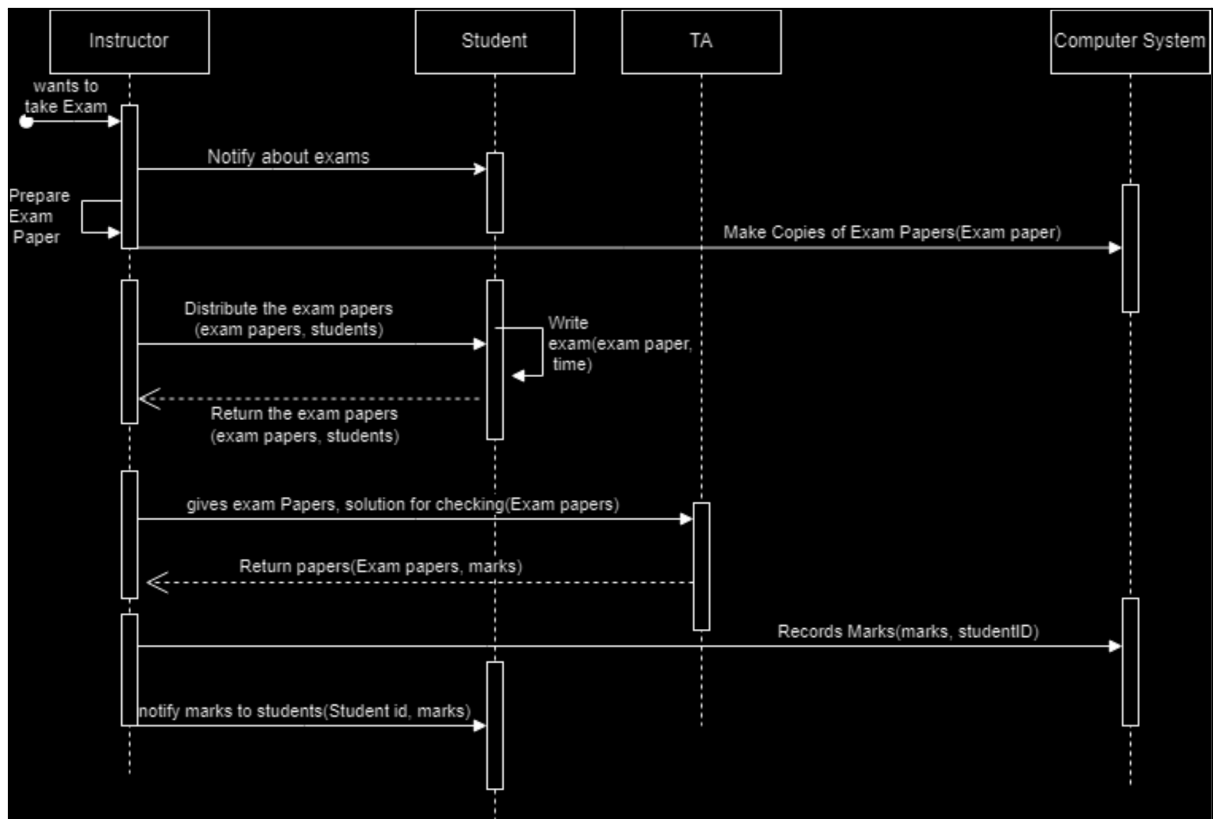 Instructor
Student
TA
Computer System
wants to
take Exam
Notify about exams
Prepare
Exam
Paper
Make Copies of Exam Papers(Exam paper)
Distribute the exam papers
(exam papers, students)
Write
exam(exam paper,
time)
Return the exam papers
(exam papers, students)
gives exam Papers, solution for checking(Exam papers)
Return papers(Exam papers, marks)
Records Marks(marks, studentID)
notify marks to students(Student id, marks)